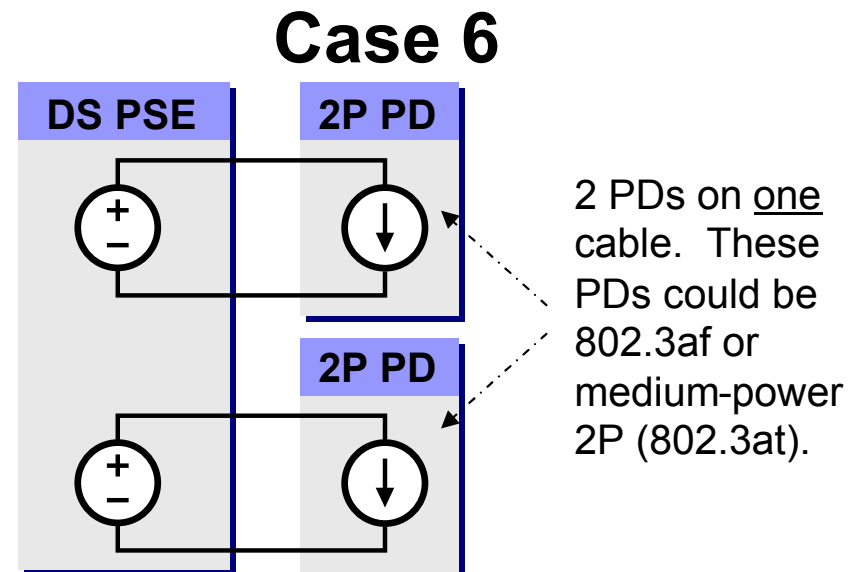 Case 6
DS PSE
2P PD
+
−
2 PDs on one
cable. These
PDs could be
802.3af or
medium-power
2P (802.3at).
2P PD
+
−